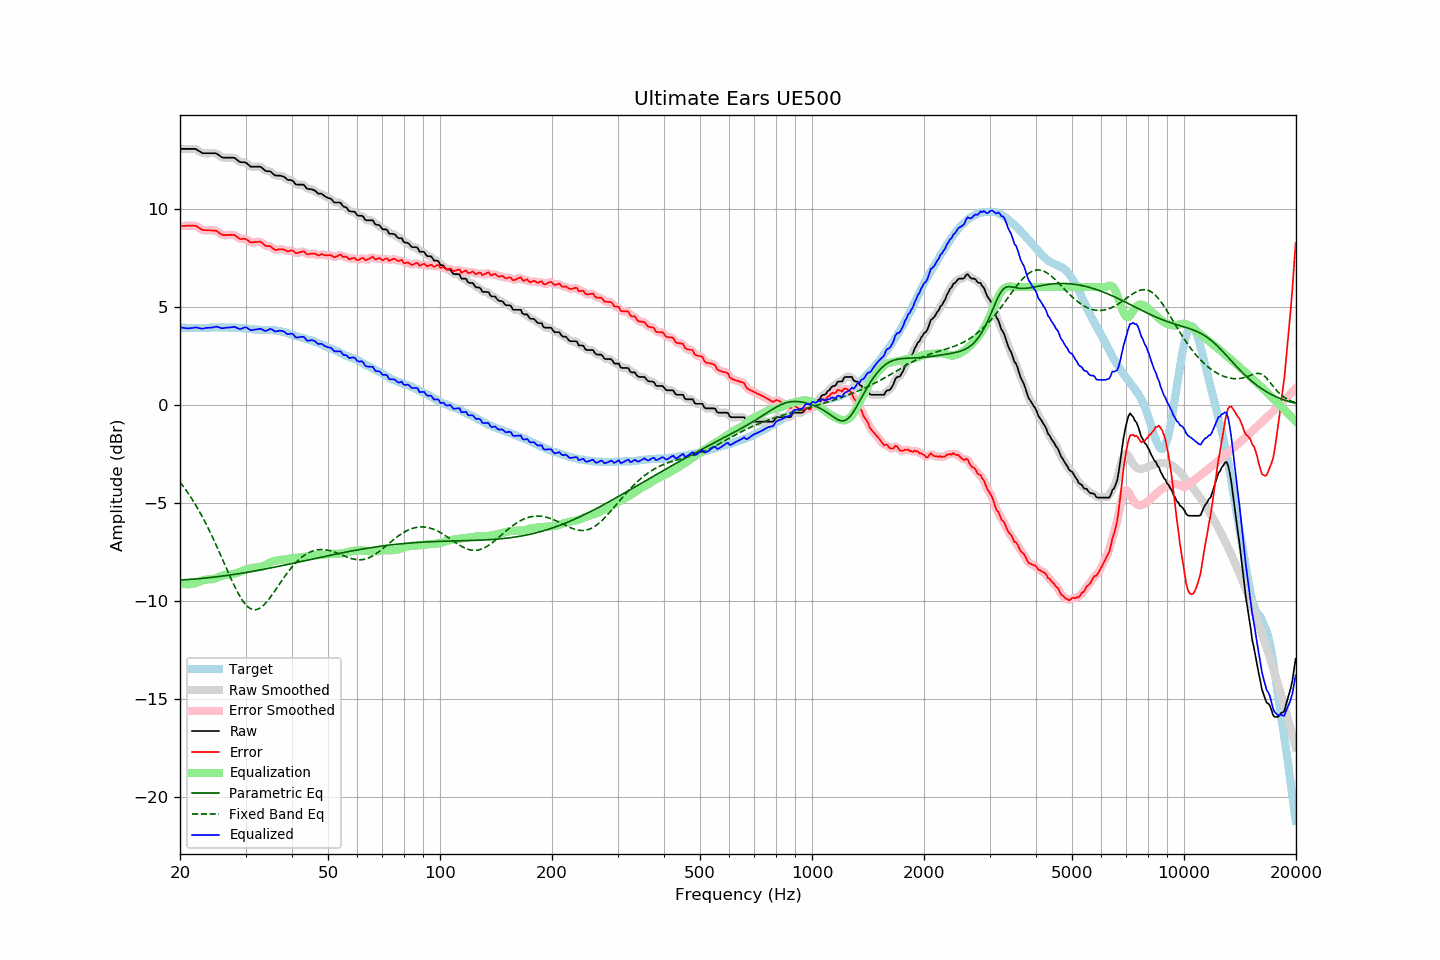 Ultimate Ears UE500
Amplitude (dBr)
10
5
0
−5
−10
−15
−20
Target
Raw Smoothed
Error Smoothed
Raw
Error
Equalization
Parametric Eq
Fixed Band Eq
Equalized
20 50 100 200 500 1000 2000 5000 10000 20000
Frequency (Hz)